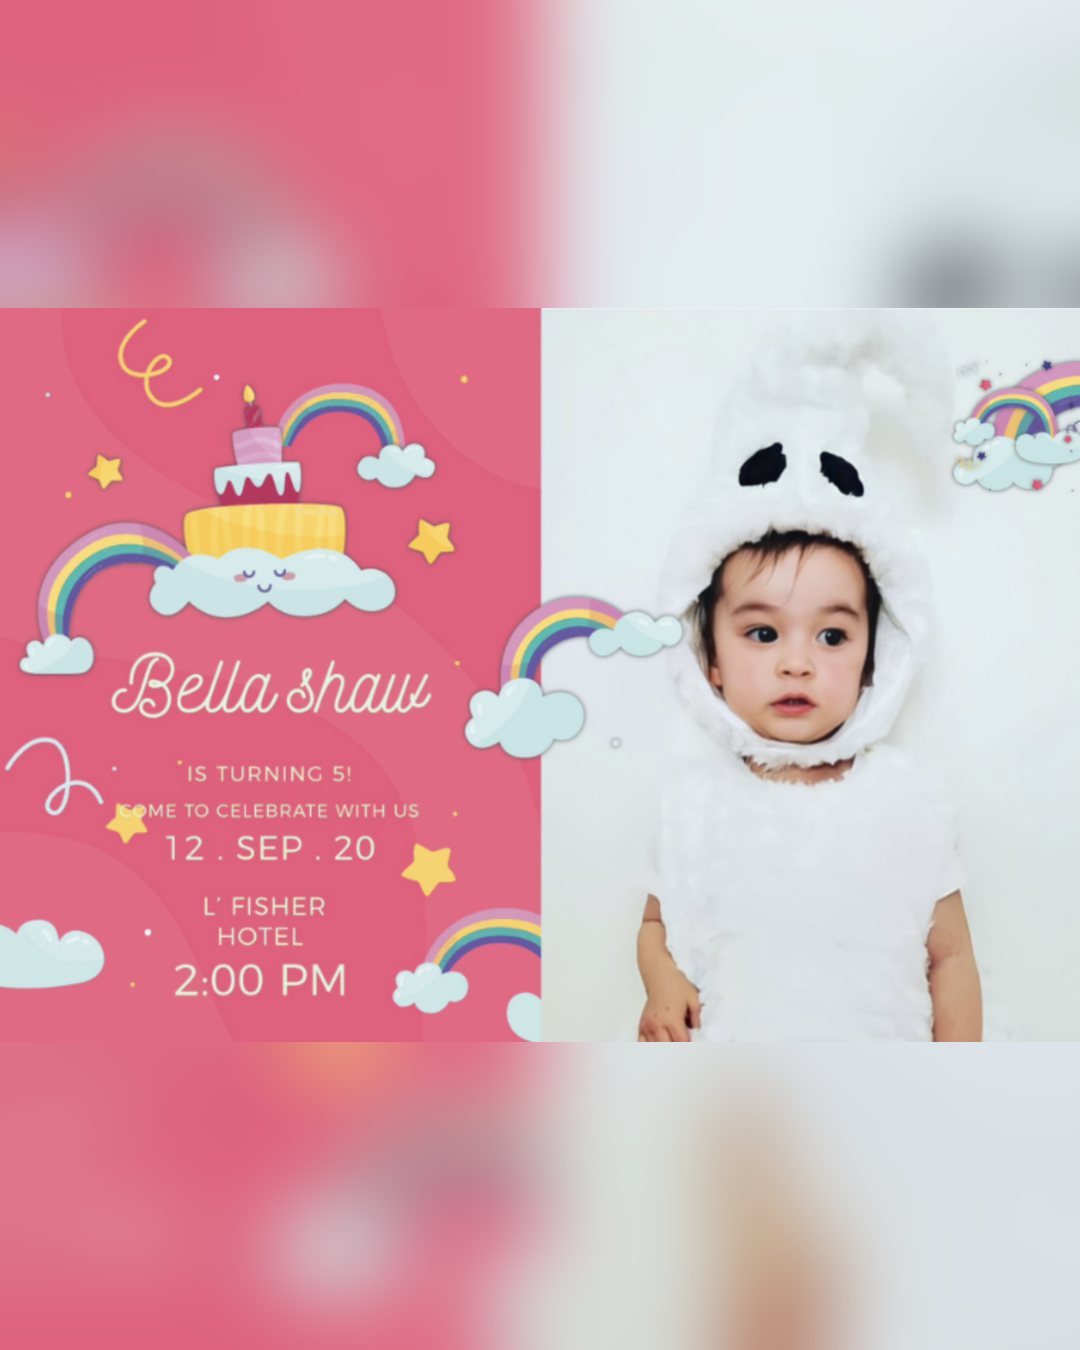 Bella shaw
IS TURNING 5!
COME TO CELEBRATE WITH US
12 . SEP . 20
L' FISHER
HOTEL
2:00 PM